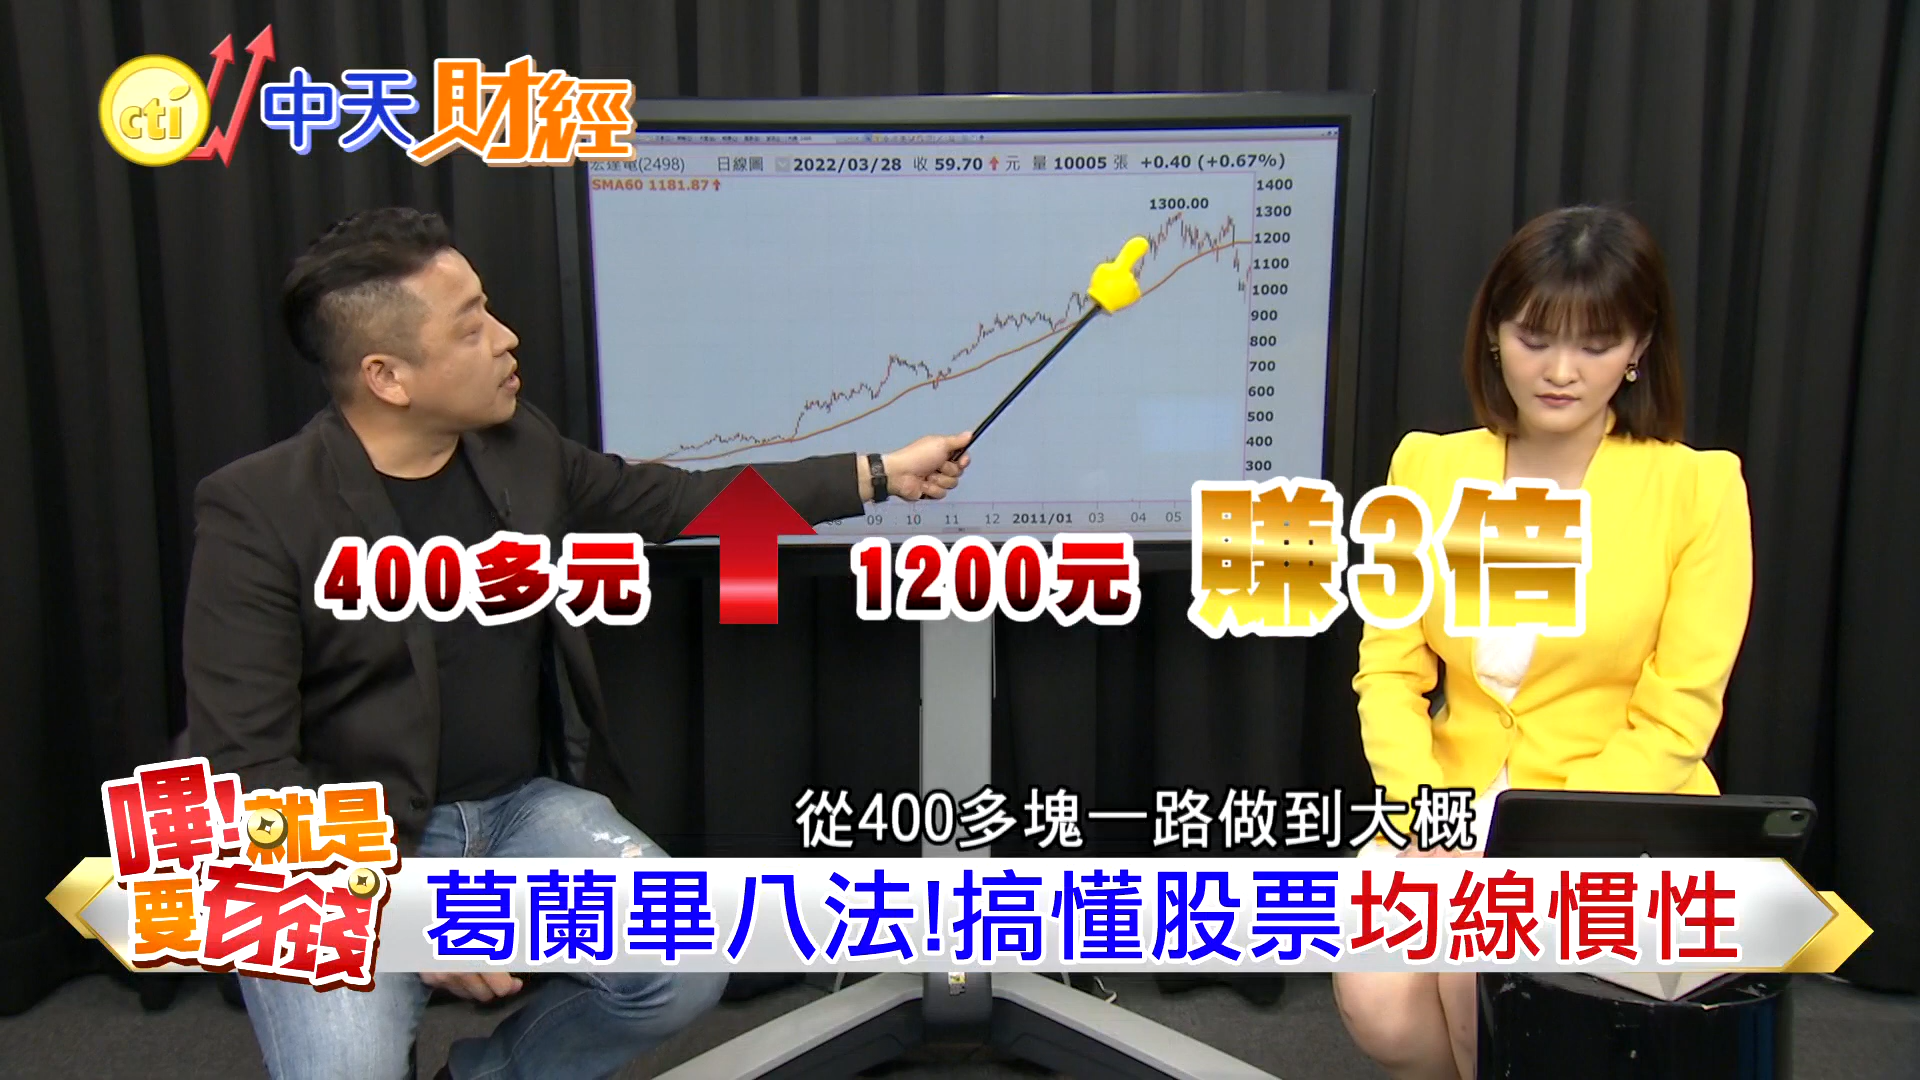 cti 中天財經
宏達電(2498) 日線圖 2022/03/28 收 59.70 元 量 10005 張 +0.40 (+0.67%)
SMA60 1181.87
1400
1300.00
1300
1200
1100
1000
900
800
700
600
500
400
300
09 10 11 12 2011/01 03 04 05
400多元 1200元 賺3倍
從400多塊一路做到大概
嗶!就是要有錢
葛蘭畢八法!搞懂股票均線慣性